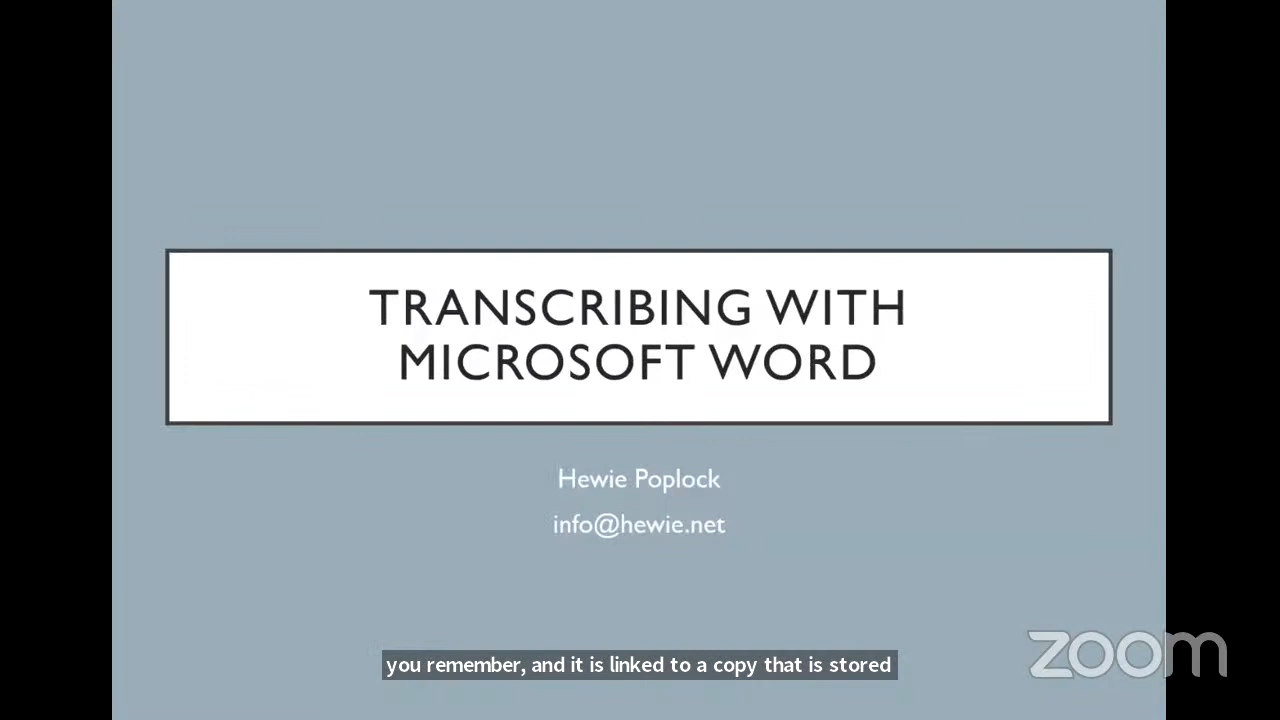 TRANSCRIBING WITH
MICROSOFT WORD
Hewie Poplock
info@hewie.net
you remember, and it is linked to a copy that is stored
zoom